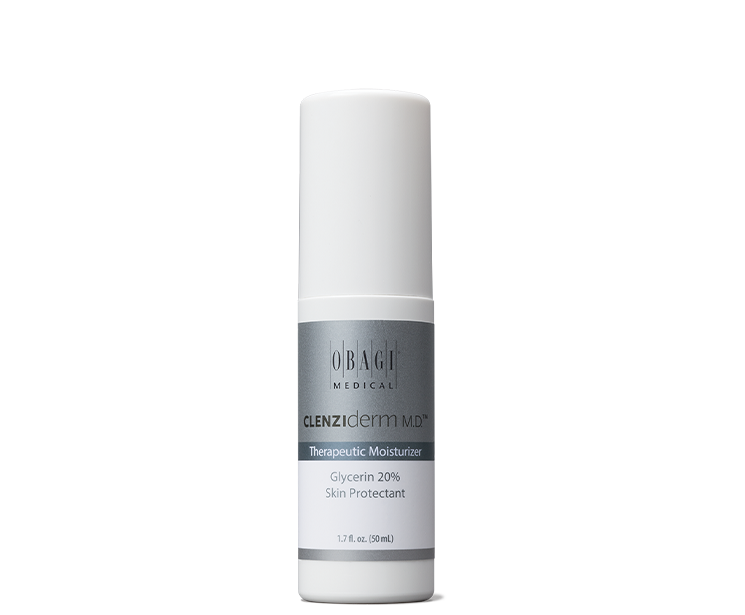 OBAGI®
MEDICAL
CLENZIderm M.D.™
Therapeutic Moisturizer
Glycerin 20%
Skin Protectant
1.7 fl. oz. (50 mL)